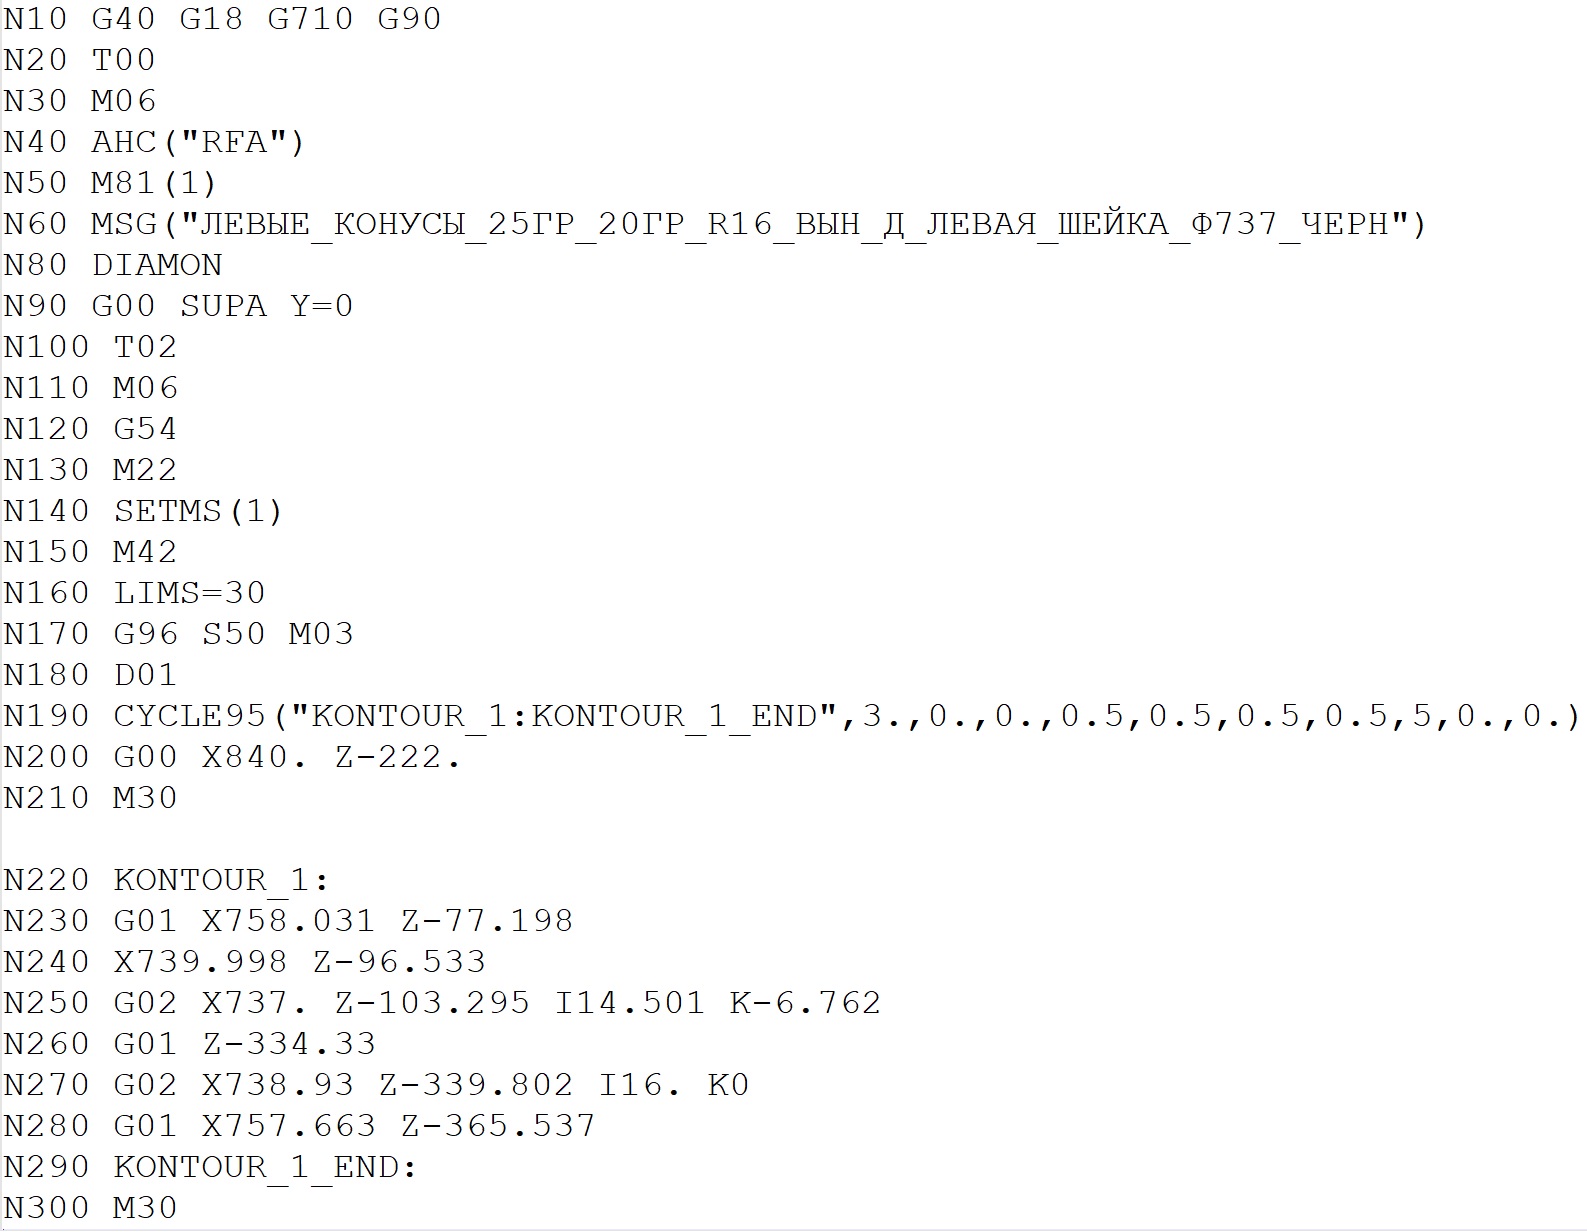 N10 G40 G18 G710 G90
N20 T00
N30 M06
N40 AHC("RFA")
N50 M81(1)
N60 MSG("ЛЕВЫЕ_КОНУСЫ_25ГР_20ГР_R16_ВЫН_Д_ЛЕВАЯ_ШЕЙКА_Ф737_ЧЕРН")
N80 DIAMON
N90 G00 SUPA Y=0
N100 T02
N110 M06
N120 G54
N130 M22
N140 SETMS(1)
N150 M42
N160 LIMS=30
N170 G96 S50 M03
N180 D01
N190 CYCLE95("KONTOUR_1:KONTOUR_1_END",3.,0.,0.,0.5,0.5,0.5,0.5,5,0.,0.)
N200 G00 X840. Z-222.
N210 M30
N220 KONTOUR_1:
N230 G01 X758.031 Z-77.198
N240 X739.998 Z-96.533
N250 G02 X737. Z-103.295 I14.501 K-6.762
N260 G01 Z-334.33
N270 G02 X738.93 Z-339.802 I16. K0
N280 G01 X757.663 Z-365.537
N290 KONTOUR_1_END:
N300 M30